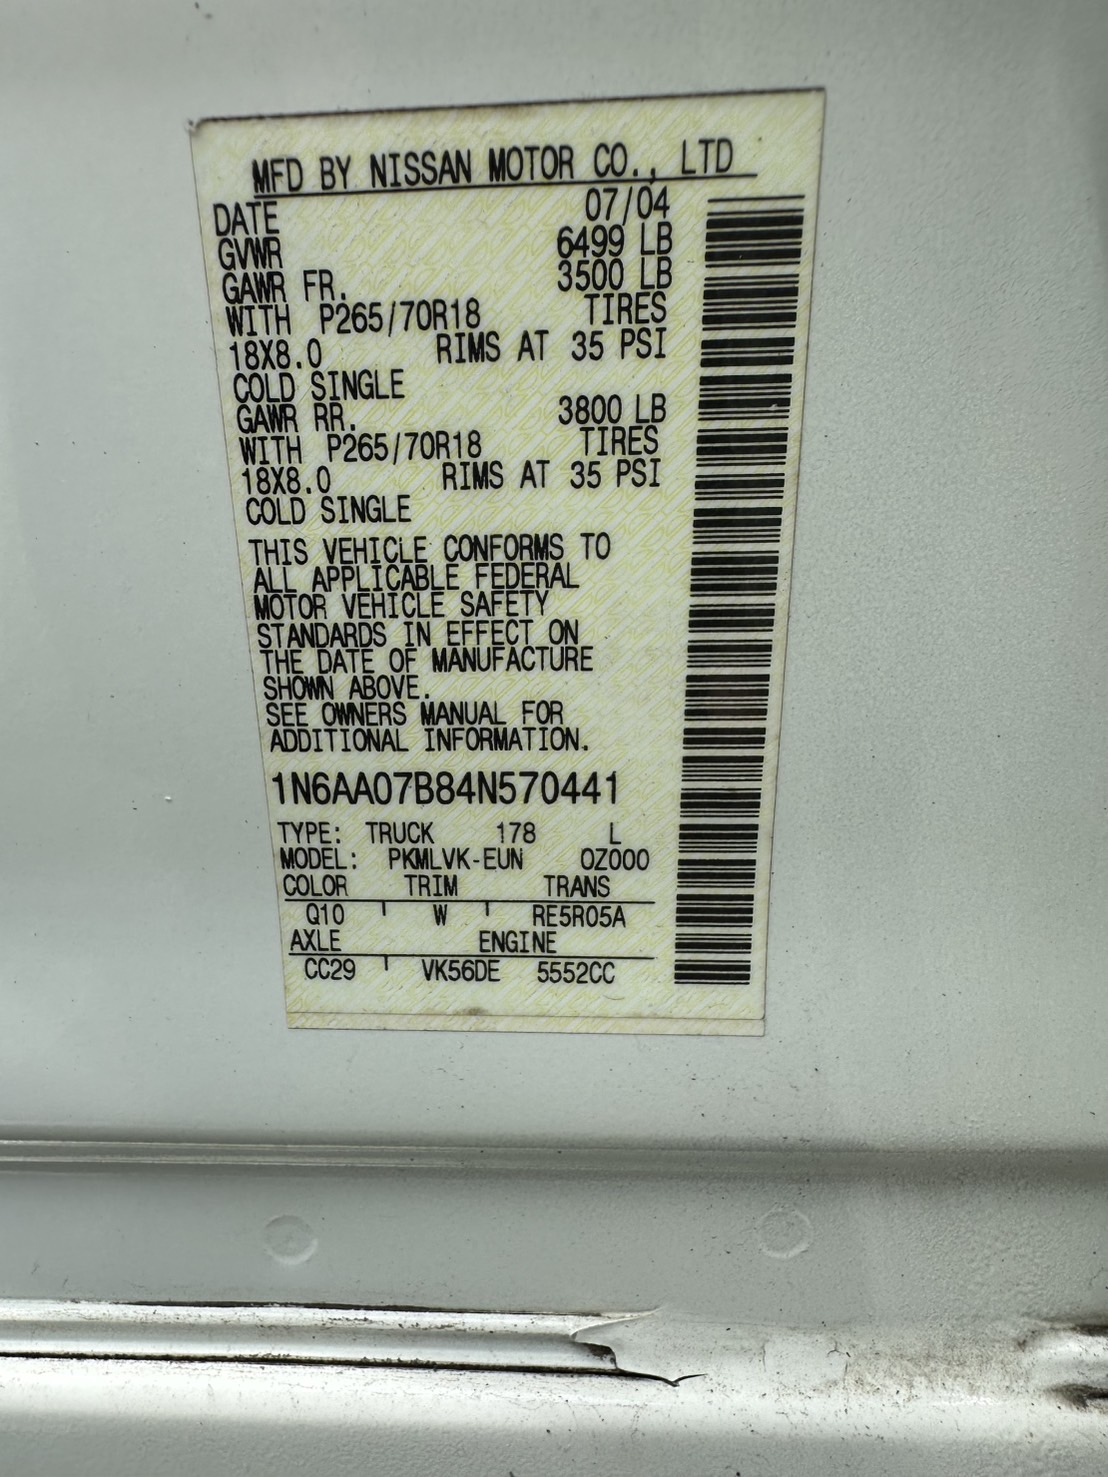 MFD BY NISSAN MOTOR CO., LTD
DATE 07/04
GVWR 6499 LB
GAWR FR. 3500 LB
WITH P265/70R18 TIRES
18X8.0 RIMS AT 35 PSI
COLD SINGLE
GAWR RR. 3800 LB
WITH P265/70R18 TIRES
18X8.0 RIMS AT 35 PSI
COLD SINGLE
THIS VEHICLE CONFORMS TO
ALL APPLICABLE FEDERAL
MOTOR VEHICLE SAFETY
STANDARDS IN EFFECT ON
THE DATE OF MANUFACTURE
SHOWN ABOVE.
SEE OWNERS MANUAL FOR
ADDITIONAL INFORMATION.
1N6AA07B84N570441
TYPE: TRUCK 178 L
MODEL: PKMLVK-EUN 0Z000
COLOR TRIM TRANS
Q10 W RE5R05A
AXLE ENGINE
CC29 VK56DE 5552CC